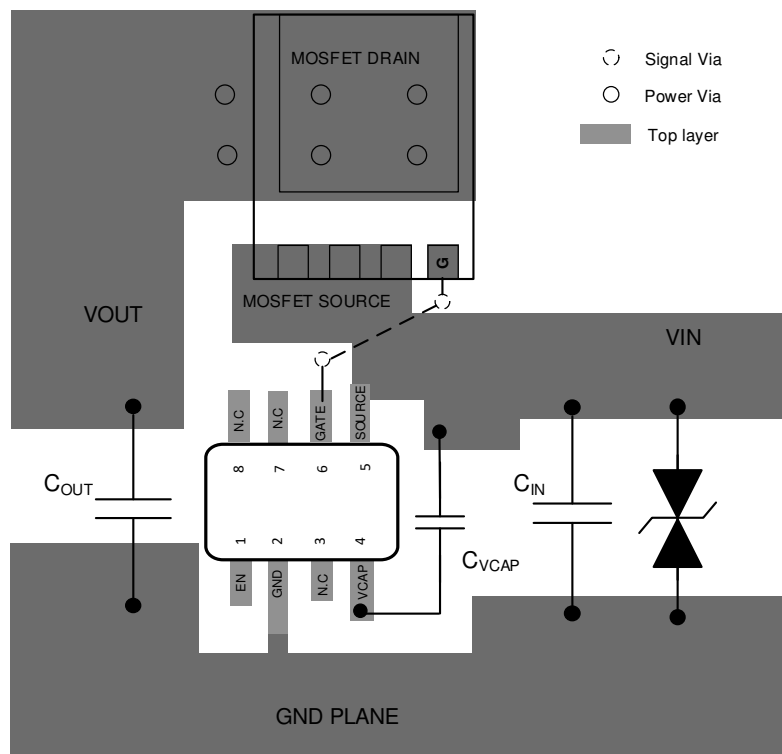 MOSFET DRAIN
Signal Via
Power Via
Top layer
G
MOSFET SOURCE
VOUT
VIN
N.C
N.C
GATE
SOURCE
8
7
6
5
COUT
CIN
1
2
3
4
CVCAP
EN
GND
N.C
VCAP
GND PLANE